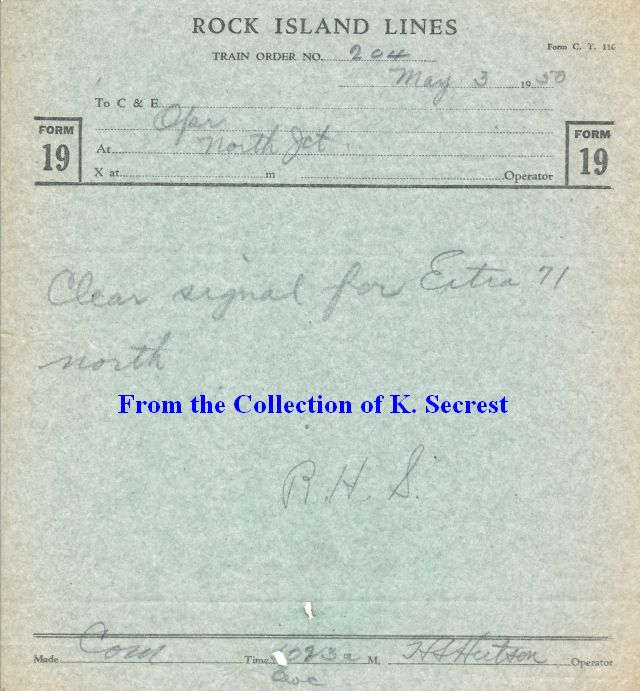 ROCK ISLAND LINES
Form C. T. 116
TRAIN ORDER NO. 204
May 3 1950
To C & E. Opr
FORM 19
At North Jct.
FORM 19
X at m Operator
Clear signal for Extra 71
north
From the Collection of K. Secrest
R. H. S.
Made Com Time 1023a M. Operator